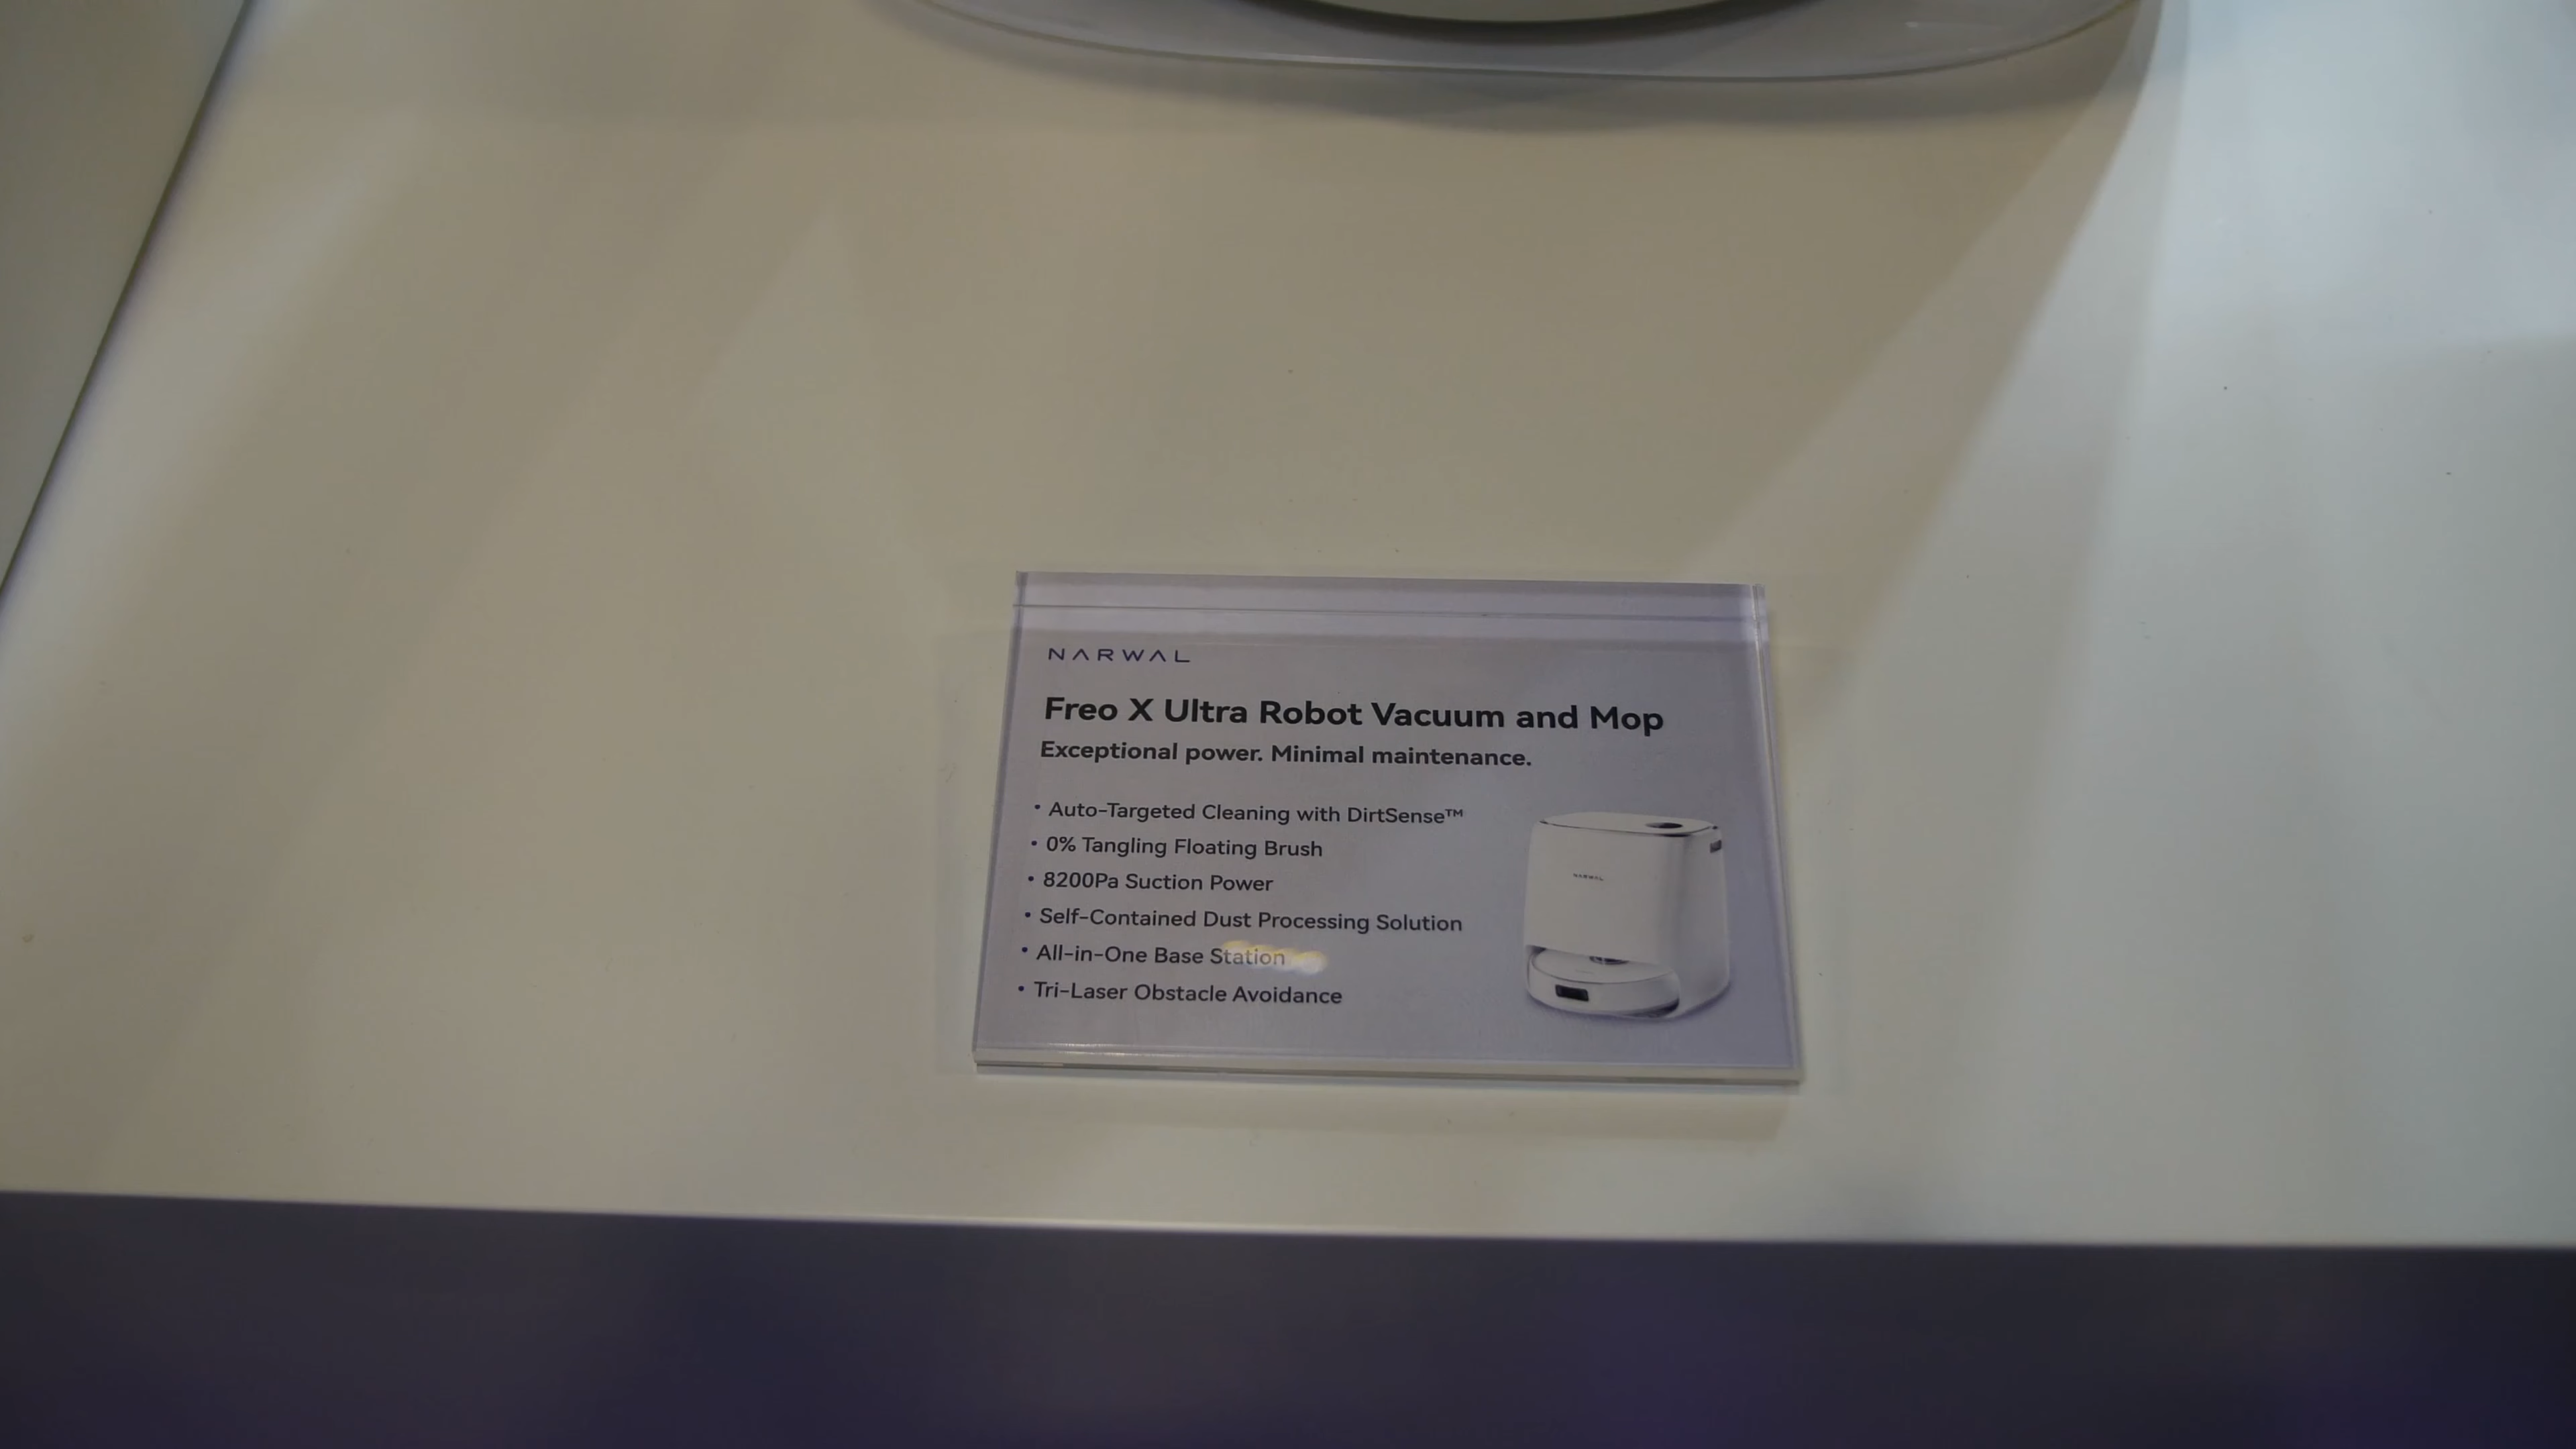 NARWAL
Freo X Ultra Robot Vacuum and Mop
Exceptional power. Minimal maintenance.
• Auto-Targeted Cleaning with DirtSense™
• 0% Tangling Floating Brush
• 8200Pa Suction Power
• Self-Contained Dust Processing Solution
• All-in-One Base Station
• Tri-Laser Obstacle Avoidance
NARWAL